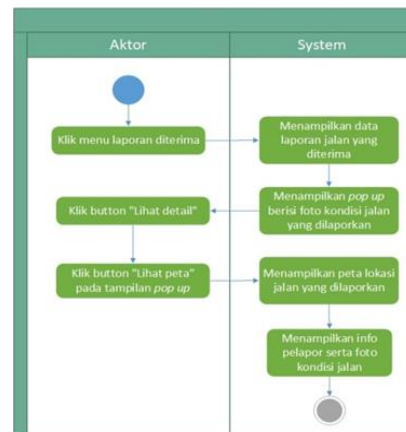 Aktor
System
Klik menu laporan diterima
Menampilkan data
laporan jalan yang
diterima
Menampilkan pop up
berisi foto kondisi jalan
yang dilaporkan
Klik button "Lihat detail"
Klik button "Lihat peta"
pada tampilan pop up
Menampilkan peta lokasi
jalan yang dilaporkan
Menampilkan info
pelapor serta foto
kondisi jalan